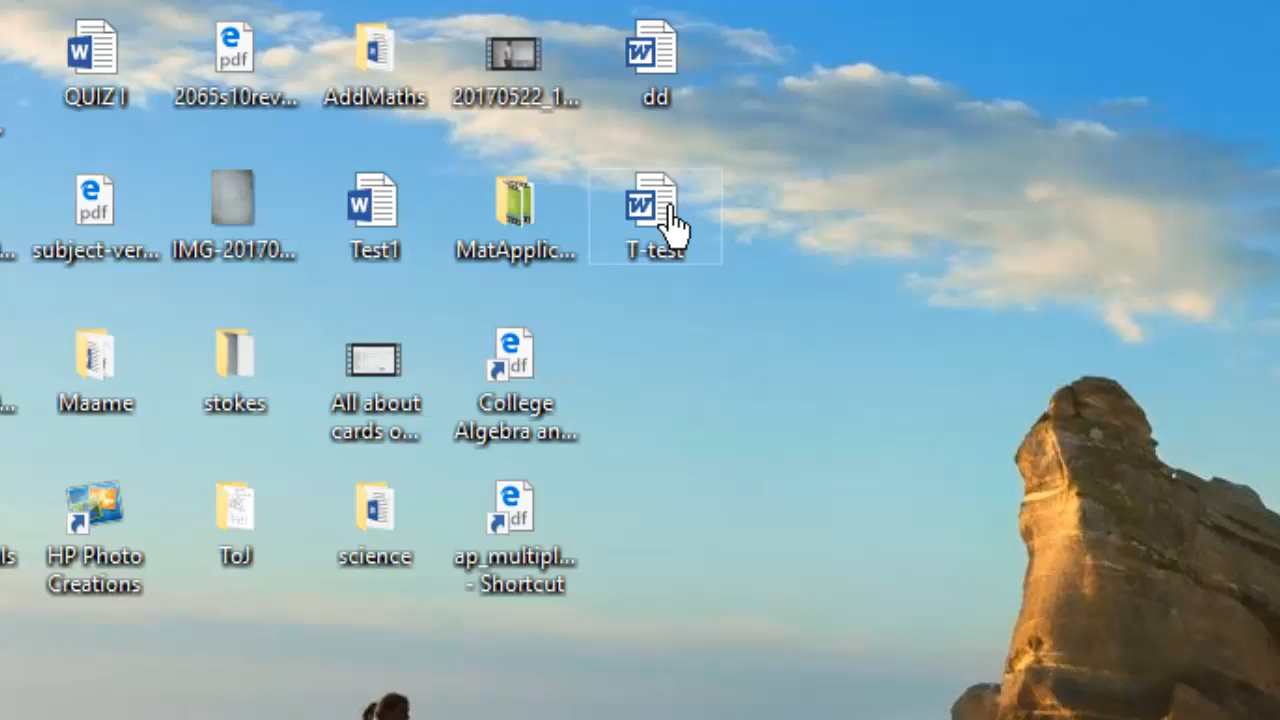 QUIZ I
2065s10rev...
AddMaths
20170522_1...
dd
subject-ver...
IMG-20170...
Test1
MatApplic...
T-test
Maame
stokes
All about
cards o...
College
Algebra an...
ls
HP Photo
Creations
ToJ
science
ap_multipl...
- Shortcut